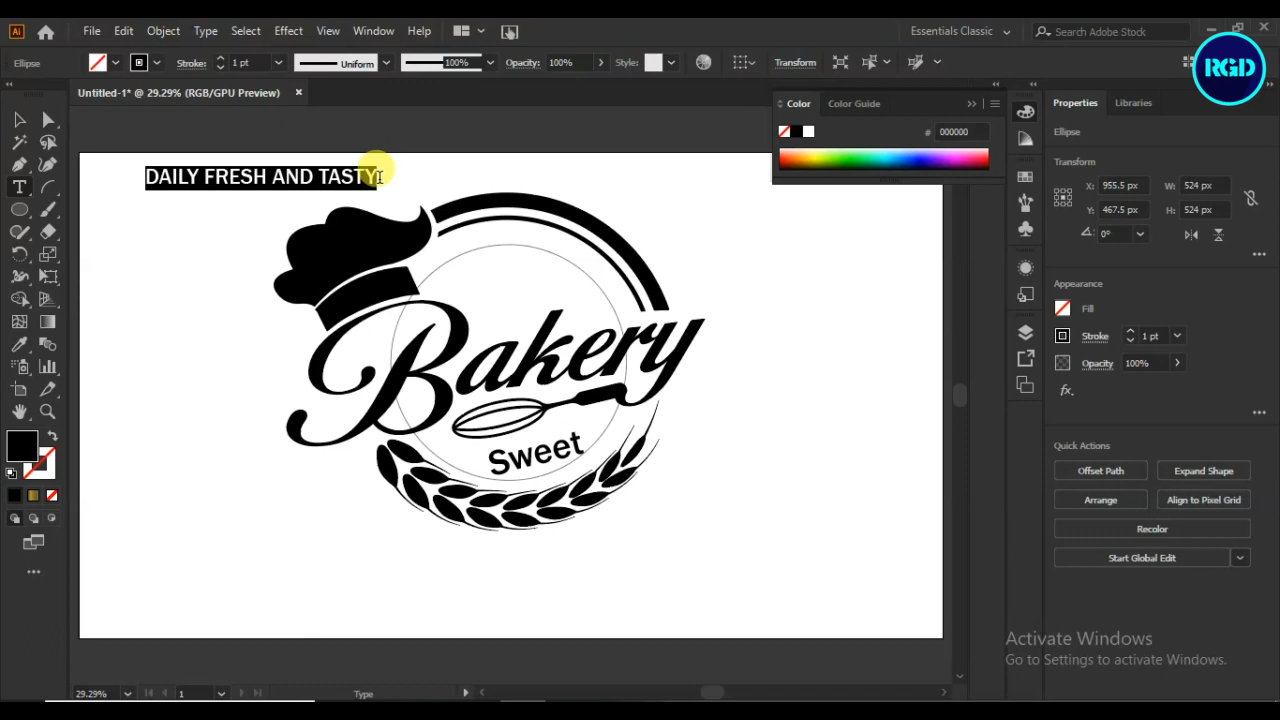 Ai File Edit Object Type Select Effect View Window Help Essentials Classic Search Adobe Stock
RGD
Ellipse Stroke: 1 pt Uniform 100% Opacity: 100% Style: Transform
Untitled-1* @ 29.29% (RGB/GPU Preview)
Color Color Guide
# 000000
Properties Libraries
Ellipse
Transform
X: 955.5 px W: 524 px
Y: 467.5 px H: 524 px
0°
Appearance
Fill
Stroke 1 pt
Opacity 100%
fx.
Quick Actions
Offset Path Expand Shape
Arrange Align to Pixel Grid
Recolor
Start Global Edit
DAILY FRESH AND TASTY
Bakery
Sweet
Activate Windows
Go to Settings to activate Windows.
29.29% 1 Type